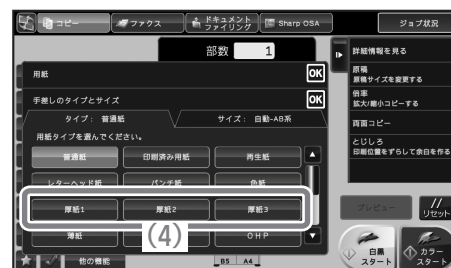 コピー
ファクス
ドキュメント
ファイリング
Sharp OSA
ジョブ状況
部数 1
用紙 OK
手差しのタイプとサイズ OK
タイプ: 普通紙
サイズ: 自動-AB系
用紙タイプを選んでください。
普通紙 印刷済み用紙 再生紙
レターヘッド紙 パンチ紙 色紙
厚紙1 厚紙2 厚紙3
薄紙 OHP
(4)
他の機能
B5 A4
詳細情報を見る
原稿
原稿サイズを変更する
倍率
拡大/縮小コピーする
両面コピー
とじしろ
印刷位置をずらして余白を作る
プレビュー
リセット
白黒
スタート
カラー
スタート